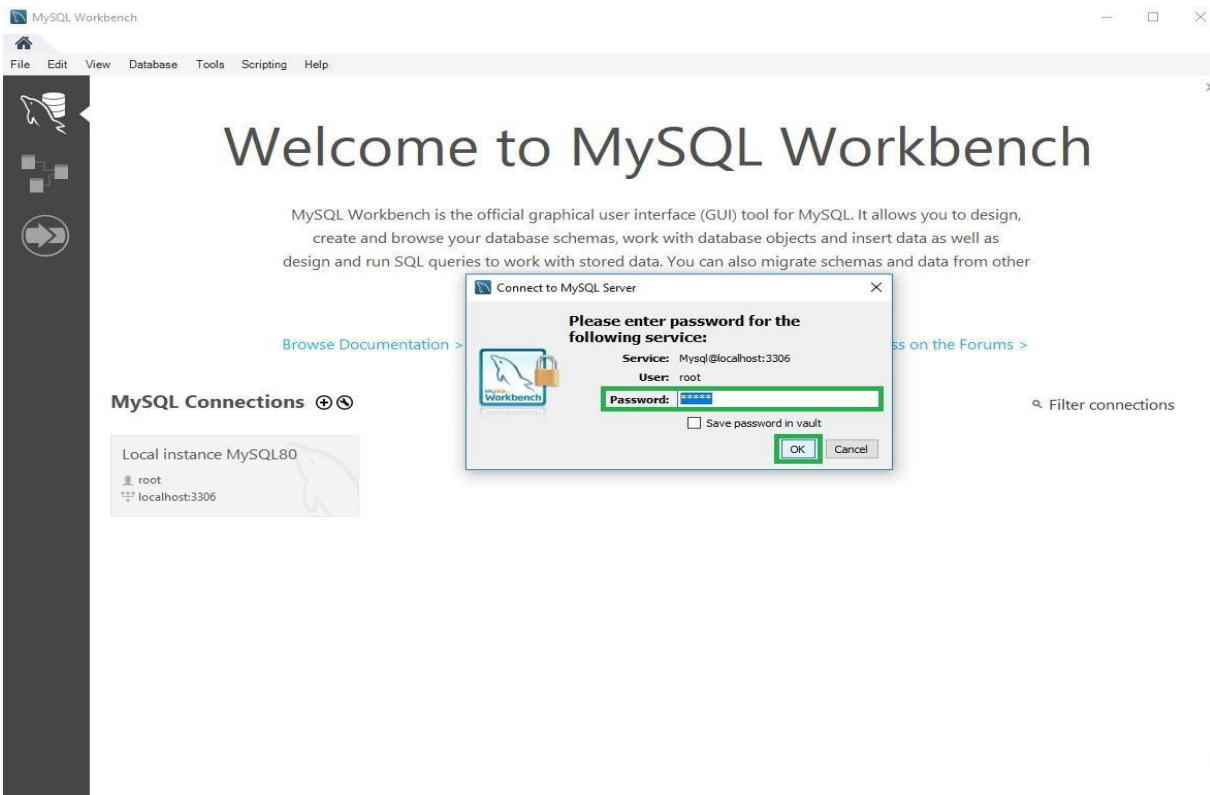 MySQL Workbench
File Edit View Database Tools Scripting Help
Welcome to MySQL Workbench
MySQL Workbench is the official graphical user interface (GUI) tool for MySQL. It allows you to design,
create and browse your database schemas, work with database objects and insert data as well as
design and run SQL queries to work with stored data. You can also migrate schemas and data from other
Connect to MySQL Server
Please enter password for the
following service:
Service: Mysql@localhost:3306
User: root
Password: *****
Save password in vault
OK Cancel
Workbench
Browse Documentation >
ss on the Forums >
MySQL Connections
Filter connections
Local instance MySQL80
root
localhost:3306